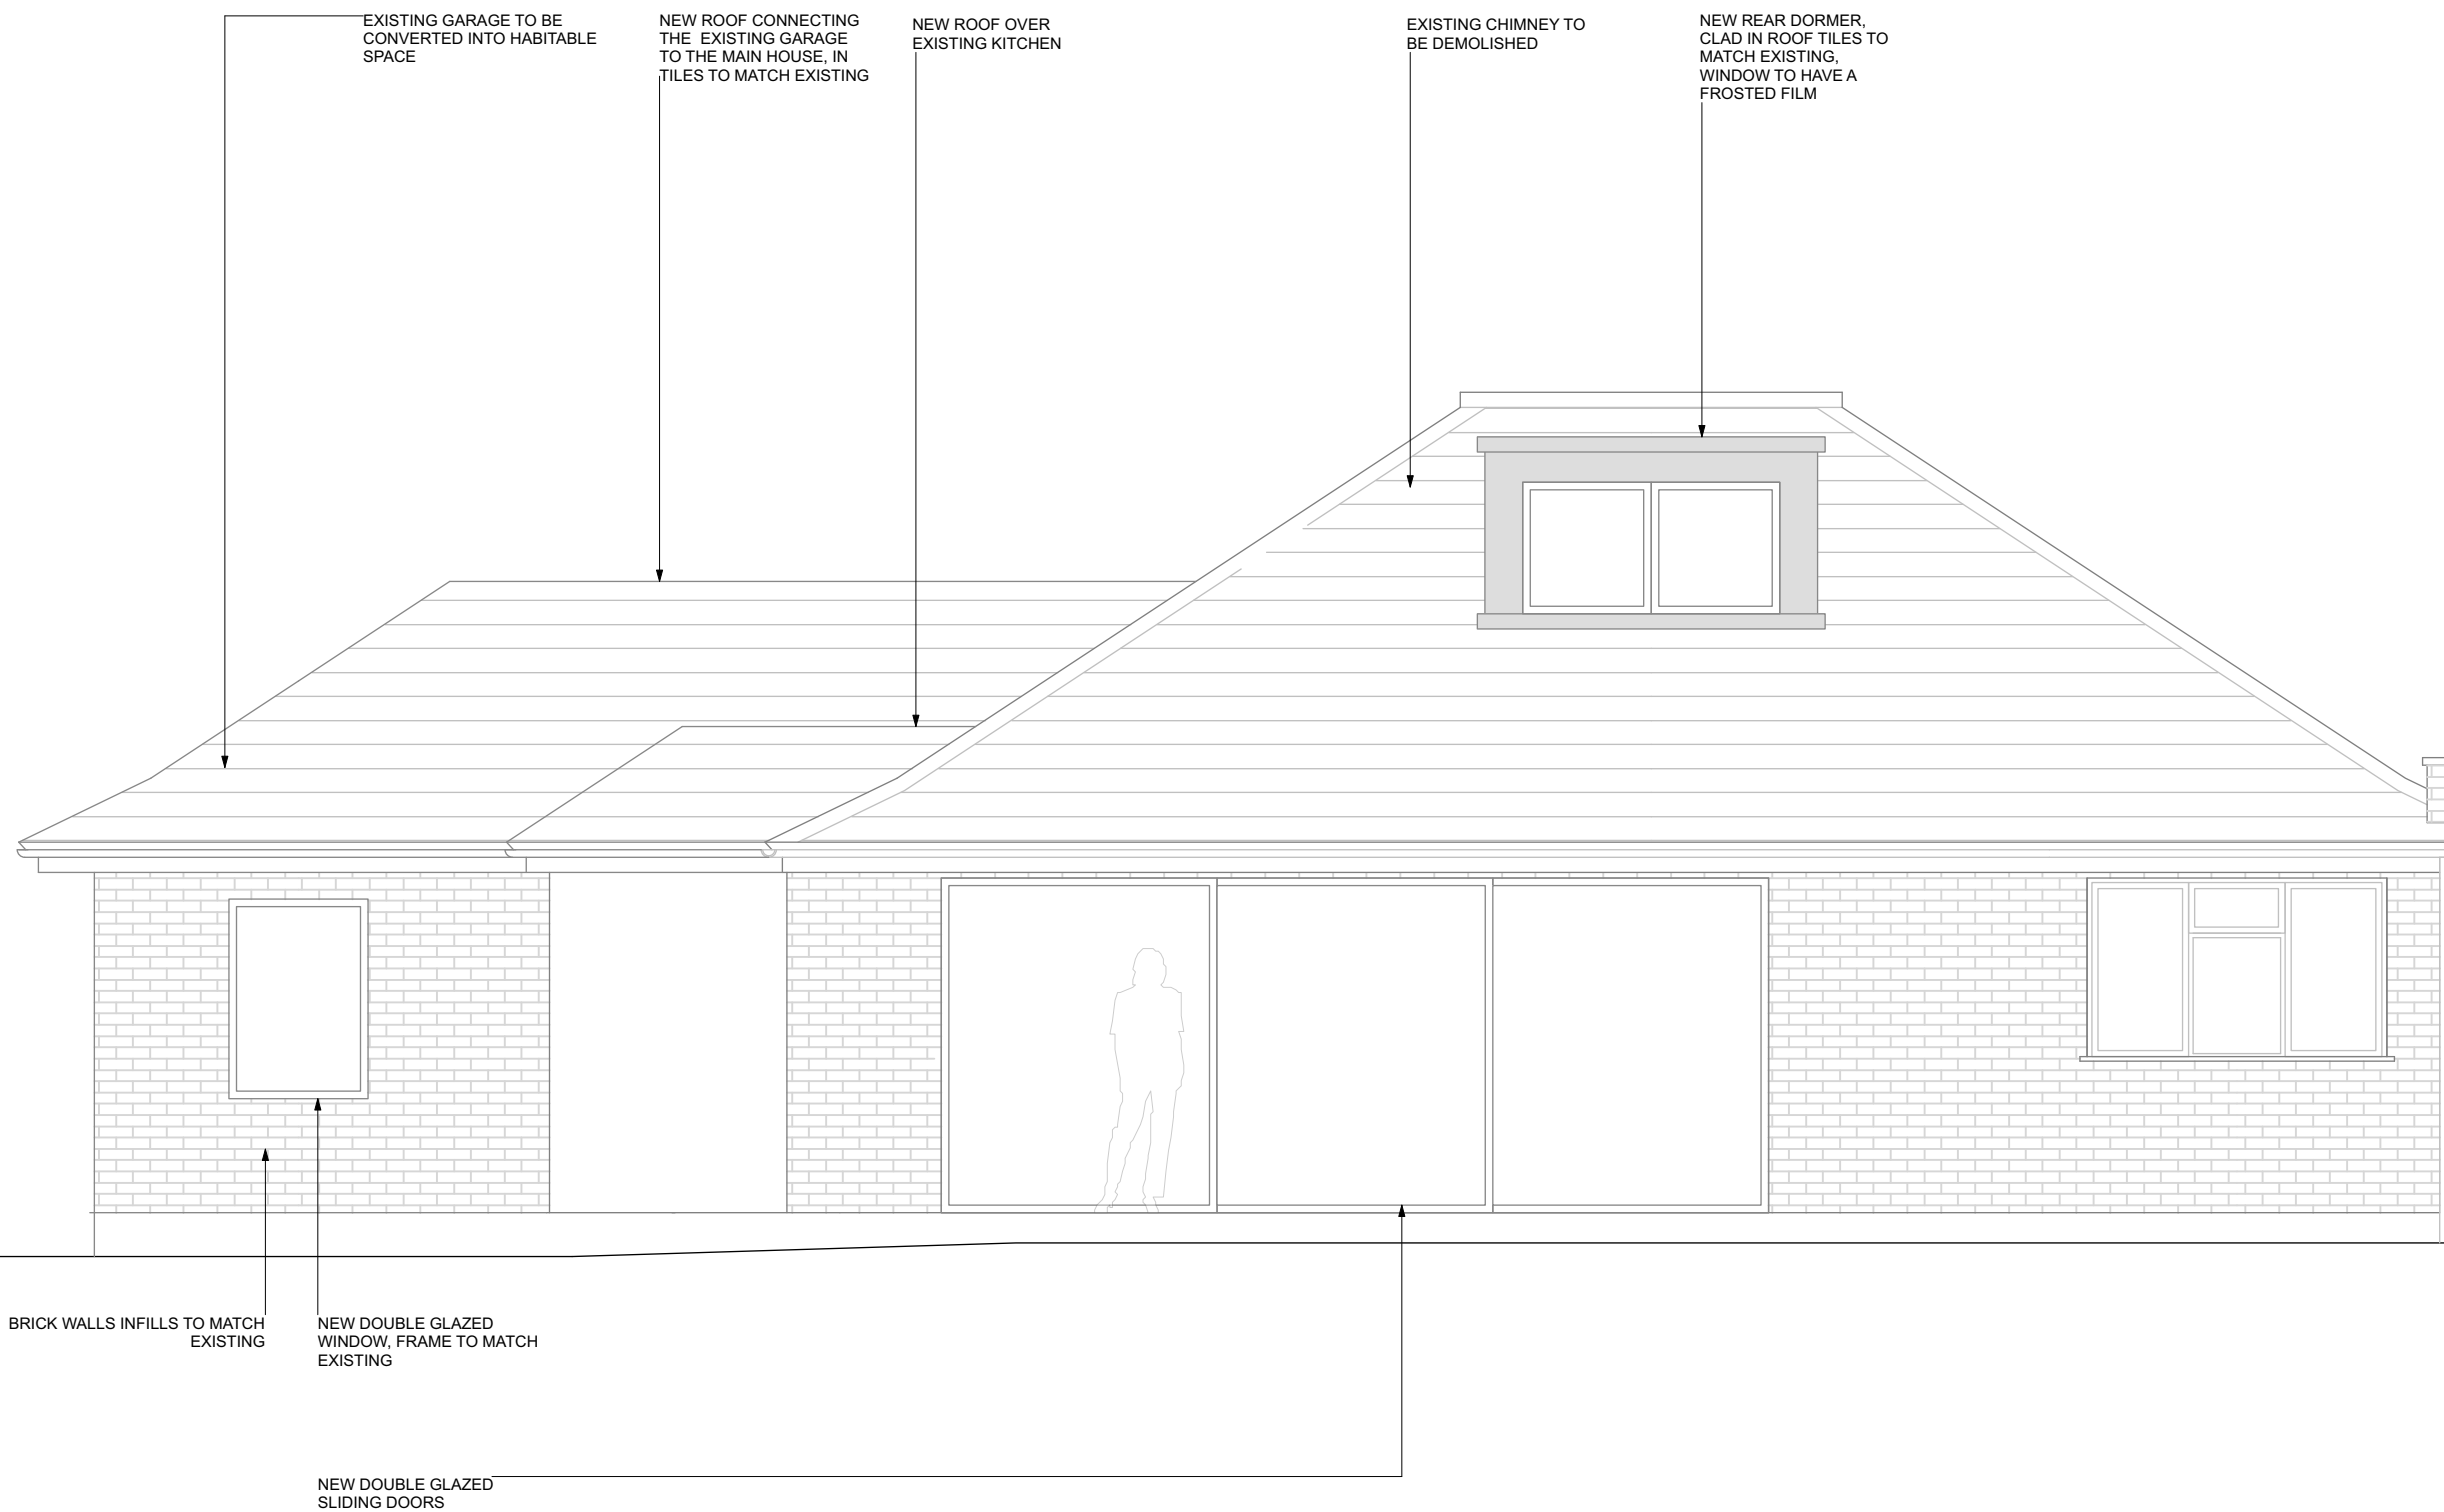 EXISTING GARAGE TO BE
CONVERTED INTO HABITABLE
SPACE
NEW ROOF CONNECTING
THE EXISTING GARAGE
TO THE MAIN HOUSE, IN
TILES TO MATCH EXISTING
NEW ROOF OVER
EXISTING KITCHEN
EXISTING CHIMNEY TO
BE DEMOLISHED
NEW REAR DORMER,
CLAD IN ROOF TILES TO
MATCH EXISTING,
WINDOW TO HAVE A
FROSTED FILM
BRICK WALLS INFILLS TO MATCH
EXISTING
NEW DOUBLE GLAZED
WINDOW, FRAME TO MATCH
EXISTING
NEW DOUBLE GLAZED
SLIDING DOORS